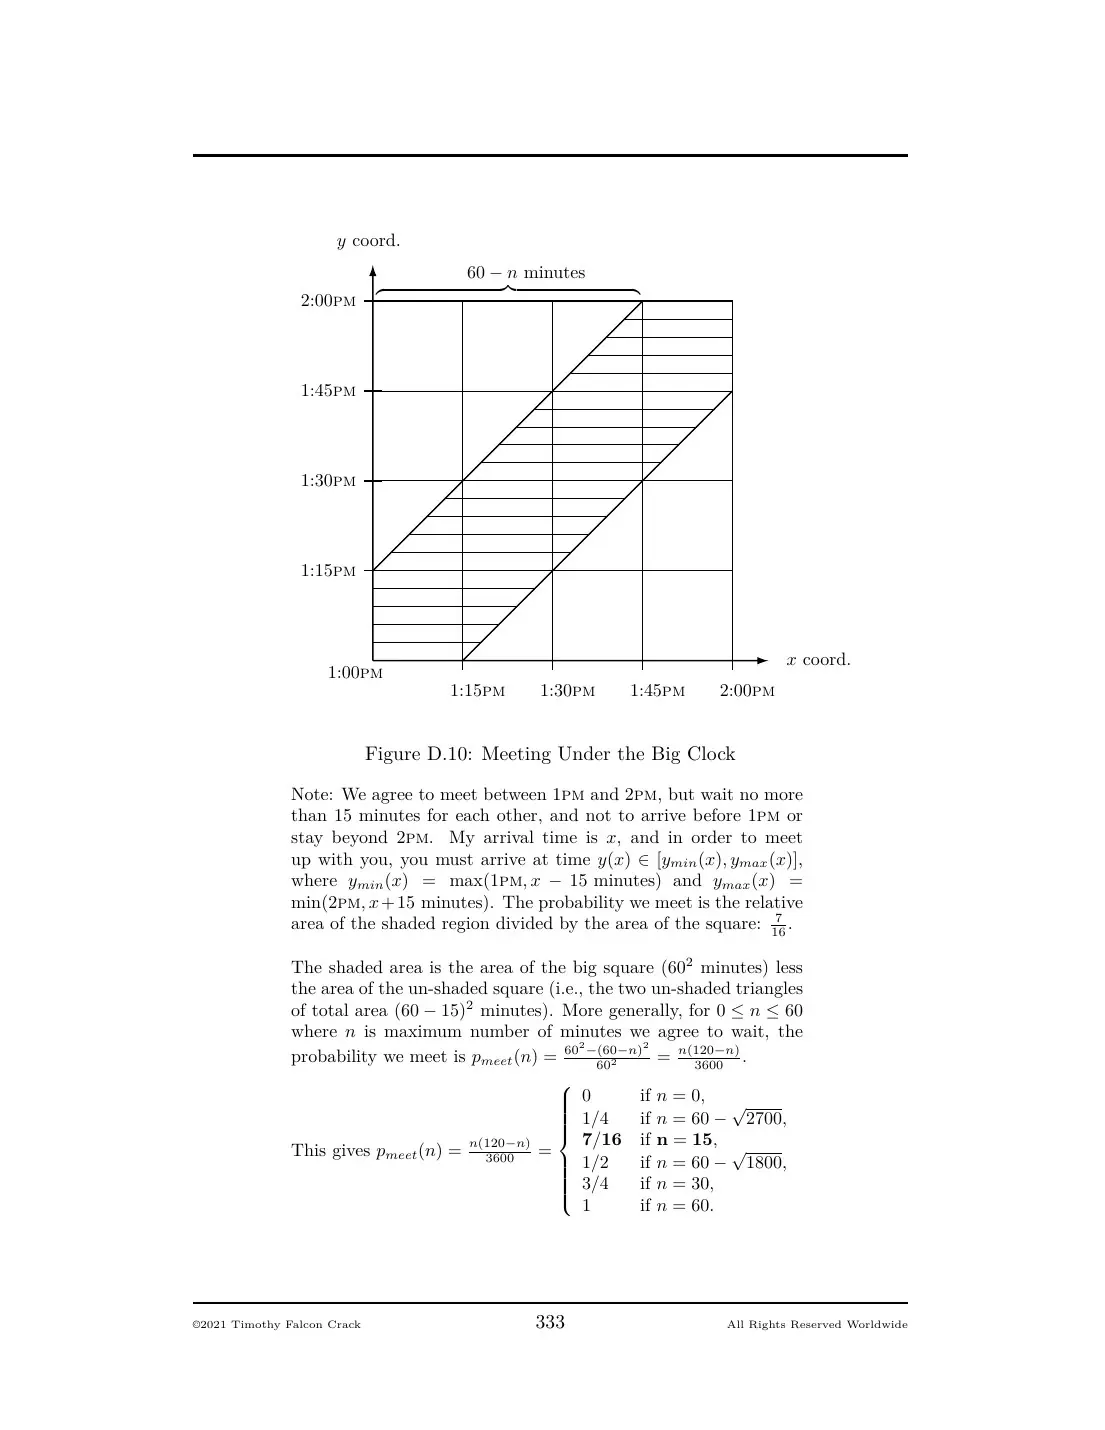 y coord.
60 − n minutes
2:00PM
1:45PM
1:30PM
1:15PM
1:00PM
x coord.
1:15PM 1:30PM 1:45PM 2:00PM
Figure D.10: Meeting Under the Big Clock
Note: We agree to meet between 1PM and 2PM, but wait no more
than 15 minutes for each other, and not to arrive before 1PM or
stay beyond 2PM. My arrival time is x, and in order to meet
up with you, you must arrive at time y(x) ∈ [y_min(x), y_max(x)],
where y_min(x) = max(1PM, x − 15 minutes) and y_max(x) =
min(2PM, x+15 minutes). The probability we meet is the relative
area of the shaded region divided by the area of the square: 7/16.
The shaded area is the area of the big square (60² minutes) less
the area of the un-shaded square (i.e., the two un-shaded triangles
of total area (60 − 15)² minutes). More generally, for 0 ≤ n ≤ 60
where n is maximum number of minutes we agree to wait, the
probability we meet is p_meet(n) = (60²−(60−n)²)/60² = n(120−n)/3600.
This gives p_meet(n) = n(120−n)/3600 = {
0 if n = 0,
1/4 if n = 60 − √2700,
7/16 if n = 15,
1/2 if n = 60 − √1800,
3/4 if n = 30,
1 if n = 60.
©2021 Timothy Falcon Crack 333 All Rights Reserved Worldwide